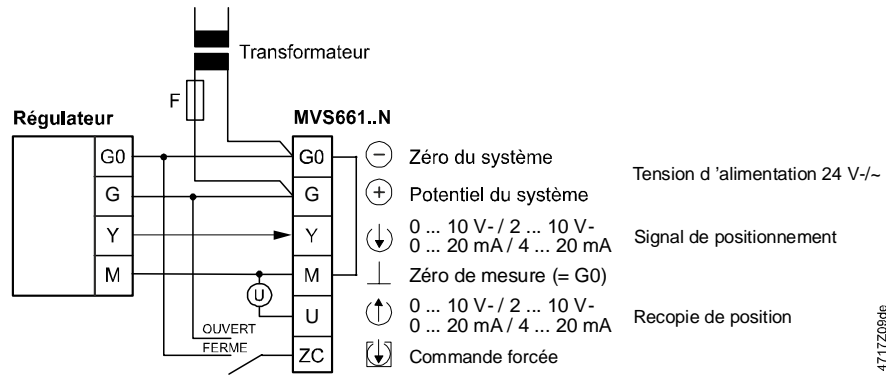 Transformateur
F
Régulateur
MVS661..N
G0
G0
Zéro du système
Tension d 'alimentation 24 V-/~
G
G
Potentiel du système
Y
Y
0 ... 10 V- / 2 ... 10 V-
0 ... 20 mA / 4 ... 20 mA
Signal de positionnement
M
M
Zéro de mesure (= G0)
U
U
0 ... 10 V- / 2 ... 10 V-
0 ... 20 mA / 4 ... 20 mA
Recopie de position
OUVERT
FERME
ZC
Commande forcée
4717Z09de